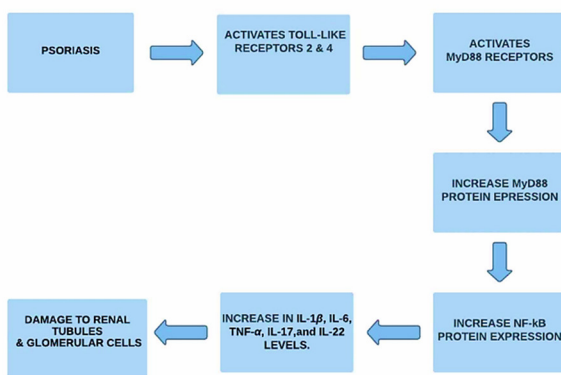 PSORIASIS
ACTIVATES TOLL-LIKE
RECEPTORS 2 & 4
ACTIVATES
MyD88 RECEPTORS
INCREASE MyD88
PROTEIN EPRESSION
INCREASE NF-kB
PROTEIN EXPRESSION
INCREASE IN IL-1β, IL-6,
TNF-α, IL-17,and IL-22
LEVELS.
DAMAGE TO RENAL
TUBULES
& GLOMERULAR CELLS